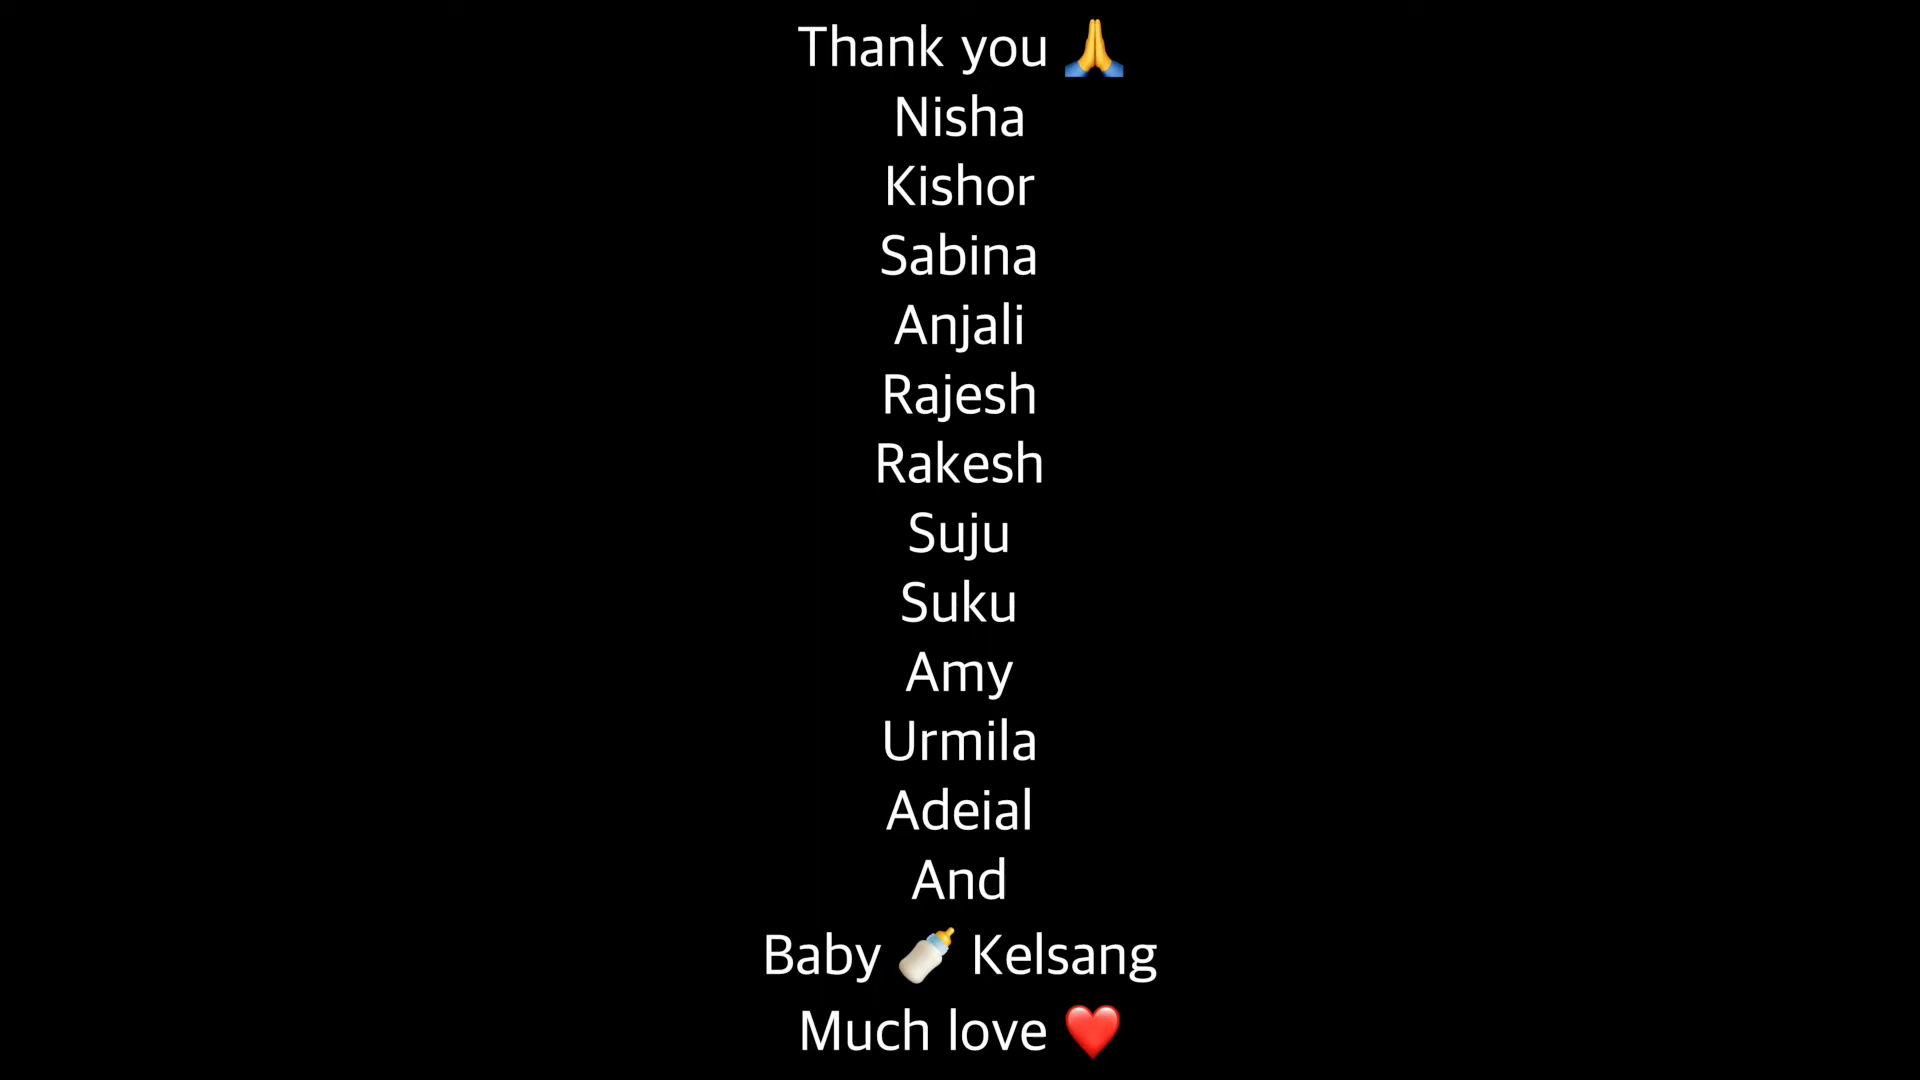 Thank you 🙏
Nisha
Kishor
Sabina
Anjali
Rajesh
Rakesh
Suju
Suku
Amy
Urmila
Adeial
And
Baby 🍼 Kelsang
Much love ❤️